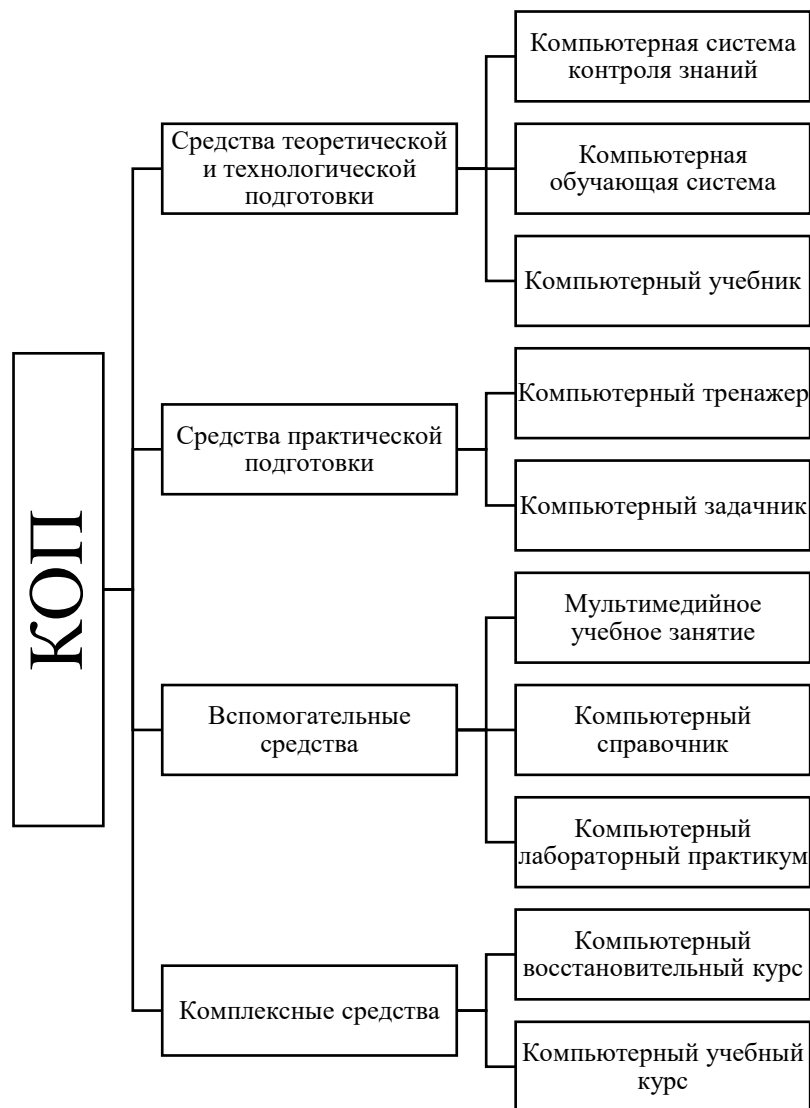 КОП
Средства теоретической
и технологической
подготовки
Компьютерная система
контроля знаний
Компьютерная
обучающая система
Компьютерный учебник
Средства практической
подготовки
Компьютерный тренажер
Компьютерный задачник
Вспомогательные
средства
Мультимедийное
учебное занятие
Компьютерный
справочник
Компьютерный
лабораторный практикум
Комплексные средства
Компьютерный
восстановительный курс
Компьютерный учебный
курс